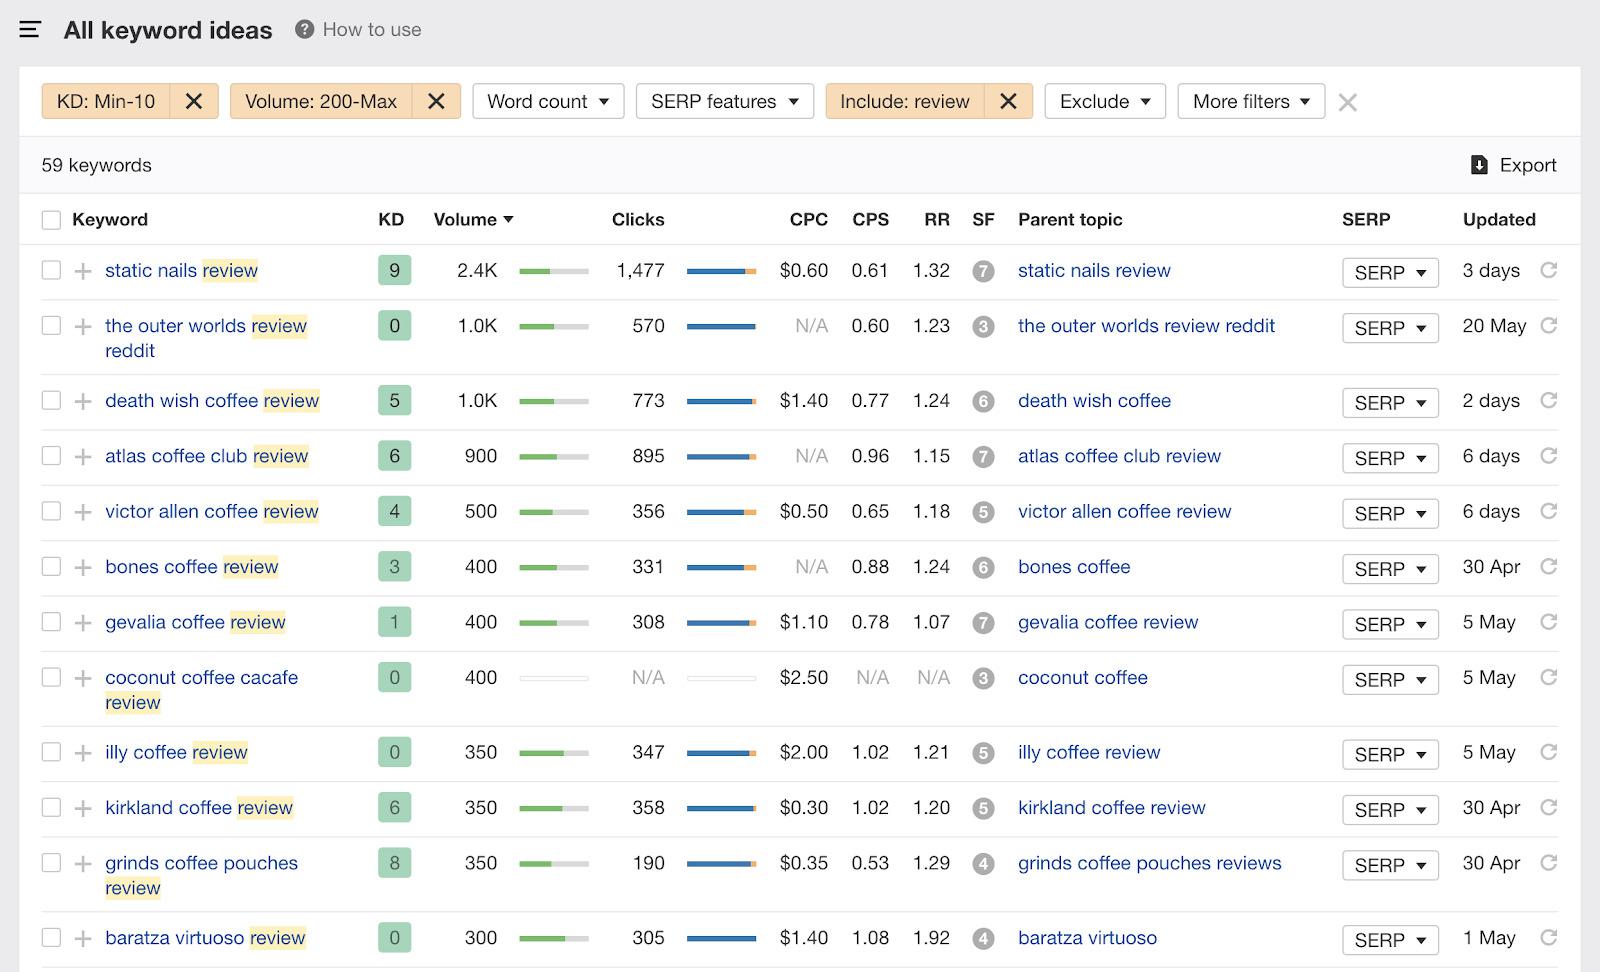 All keyword ideas ? How to use
KD: Min-10 Volume: 200-Max Word count SERP features Include: review Exclude More filters
59 keywords Export
Keyword KD Volume Clicks CPC CPS RR SF Parent topic SERP Updated
static nails review 9 2.4K 1,477 $0.60 0.61 1.32 7 static nails review SERP 3 days
the outer worlds review 0 1.0K 570 N/A 0.60 1.23 3 the outer worlds review reddit SERP 20 May
reddit
death wish coffee review 5 1.0K 773 $1.40 0.77 1.24 6 death wish coffee SERP 2 days
atlas coffee club review 6 900 895 N/A 0.96 1.15 7 atlas coffee club review SERP 6 days
victor allen coffee review 4 500 356 $0.50 0.65 1.18 5 victor allen coffee review SERP 6 days
bones coffee review 3 400 331 N/A 0.88 1.24 6 bones coffee SERP 30 Apr
gevalia coffee review 1 400 308 $1.10 0.78 1.07 7 gevalia coffee review SERP 5 May
coconut coffee cacafe 0 400 N/A $2.50 N/A N/A 3 coconut coffee SERP 5 May
review
illy coffee review 0 350 347 $2.00 1.02 1.21 5 illy coffee review SERP 5 May
kirkland coffee review 6 350 358 $0.30 1.02 1.20 5 kirkland coffee review SERP 30 Apr
grinds coffee pouches 8 350 190 $0.35 0.53 1.29 4 grinds coffee pouches reviews SERP 30 Apr
review
baratza virtuoso review 0 300 305 $1.40 1.08 1.92 4 baratza virtuoso SERP 1 May